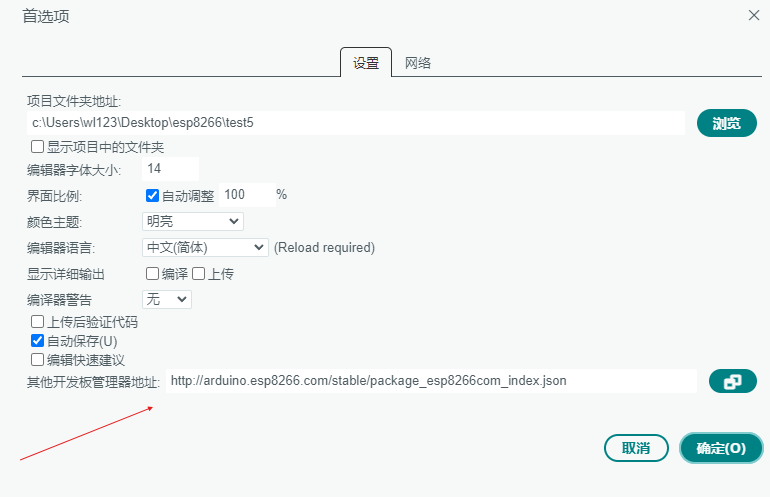 首选项
设置 网络
项目文件夹地址:
c:\Users\wl123\Desktop\esp8266\test5 浏览
显示项目中的文件夹
编辑器字体大小: 14
界面比例: 自动调整 100 %
颜色主题: 明亮
编辑器语言: 中文(简体) (Reload required)
显示详细输出 编译 上传
编译器警告 无
上传后验证代码
自动保存(U)
编辑快速建议
其他开发板管理器地址: http://arduino.esp8266.com/stable/package_esp8266com_index.json
取消 确定(O)